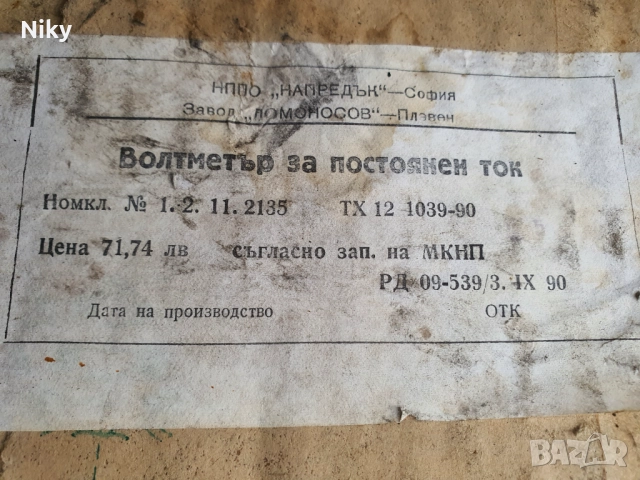 Niky
НППО „НАПРЕДЪК“—София
Завод „ЛОМОНОСОВ“—Плевен
Волтметър за постоянен ток
Номкл. № 1. 2. 11. 2135 ТХ 12 1039-90
Цена 71,74 лв съгласно зап. на МКНП
РД 09-539/3. IX 90
Дата на производство ОТК
BAZAR